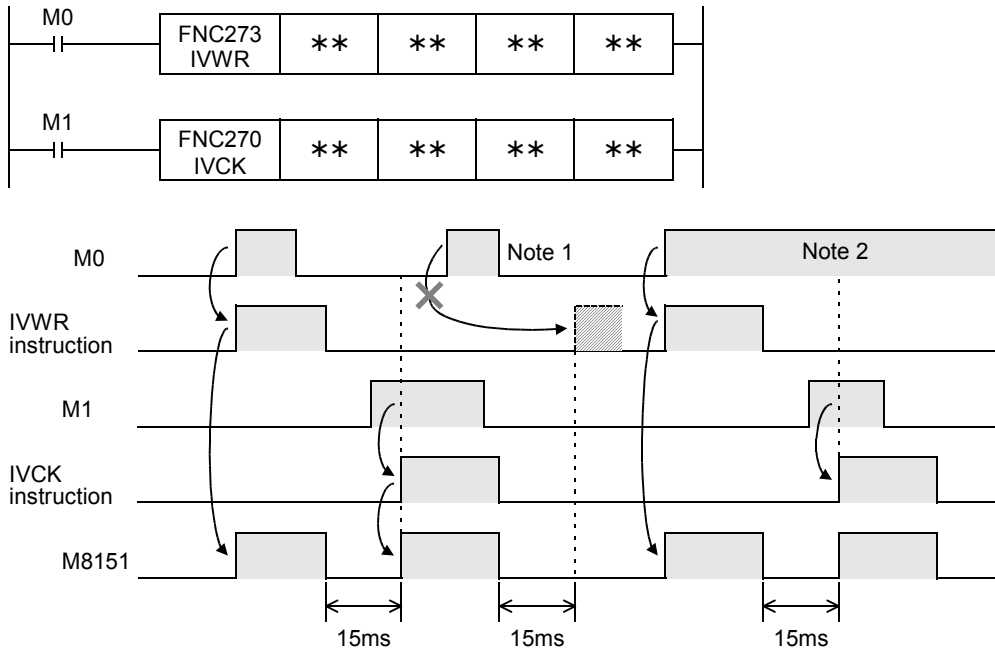 M0
FNC273 ** ** ** **
IVWR
M1
FNC270 ** ** ** **
IVCK
M0
Note 1
Note 2
IVWR
instruction
M1
IVCK
instruction
M8151
15ms 15ms 15ms